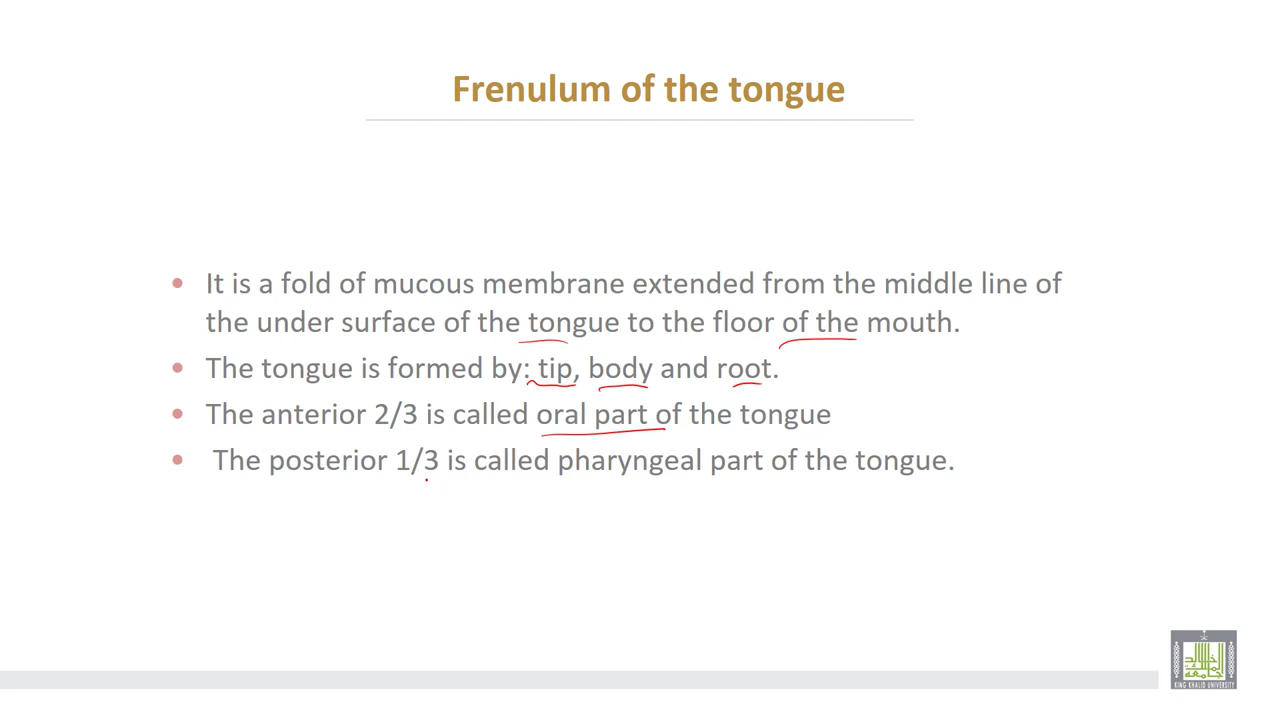 Frenulum of the tongue
• It is a fold of mucous membrane extended from the middle line of
the under surface of the tongue to the floor of the mouth.
• The tongue is formed by: tip, body and root.
• The anterior 2/3 is called oral part of the tongue
• The posterior 1/3 is called pharyngeal part of the tongue.
KING KHALID UNIVERSITY